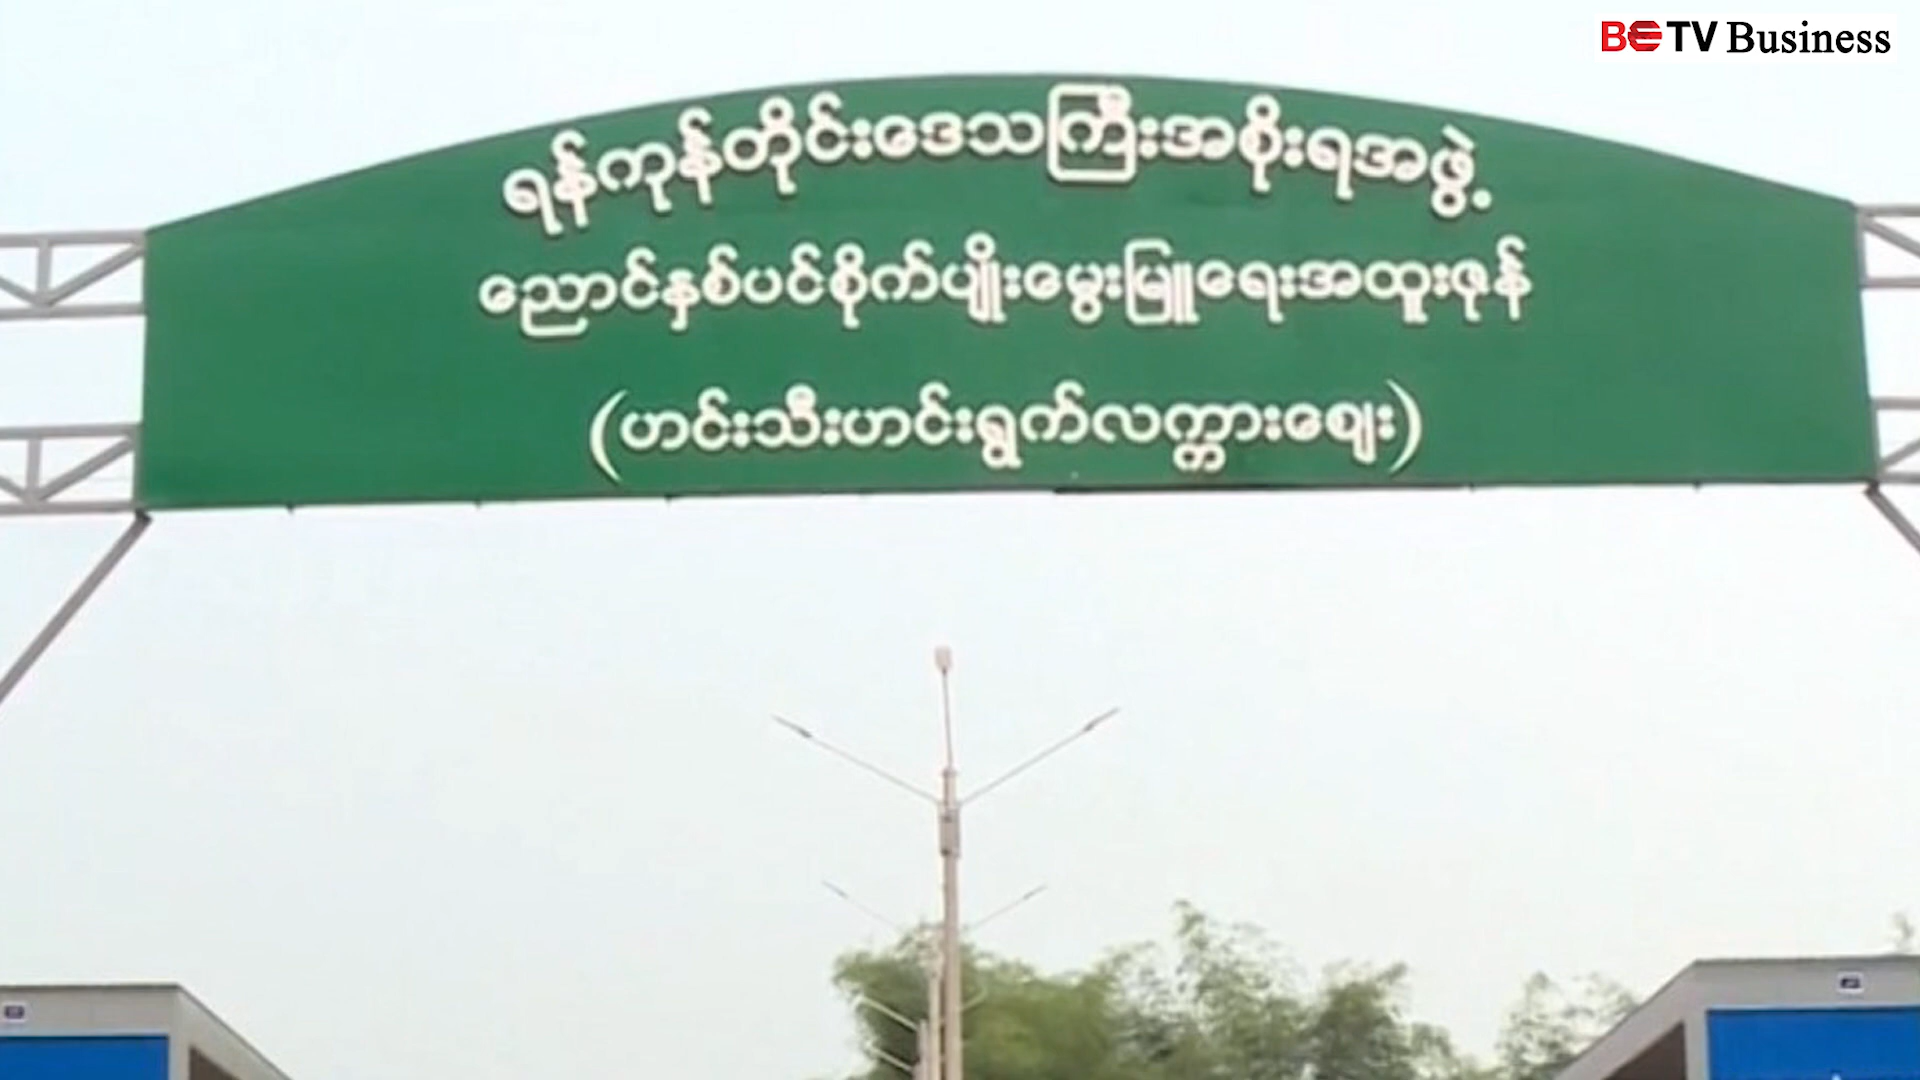 BETV Business
ရန်ကုန်တိုင်းဒေသကြီးအစိုးရအဖွဲ့
ညောင်နှစ်ပင်စိုက်ပျိုးမွေးမြူရေးအထူးဇုန်
(ဟင်းသီးဟင်းရွက်လက္ကားဈေး)